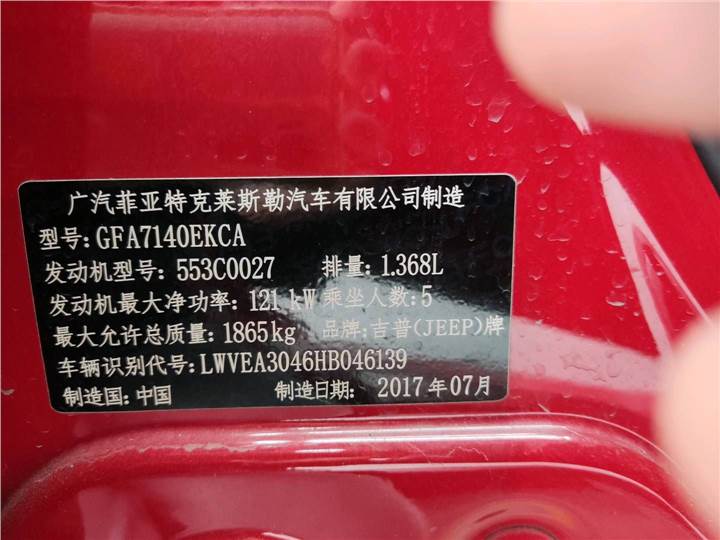 广汽菲亚特克莱斯勒汽车有限公司制造
型号: GFA7140EKCA
发动机型号: 553C0027 排量: 1.368L
发动机最大净功率: 121 kW 乘坐人数:5
最大允许总质量: 1865kg 品牌:吉普(JEEP)牌
车辆识别代号: LWVEA3046HB046139
制造国: 中国 制造日期: 2017年07月